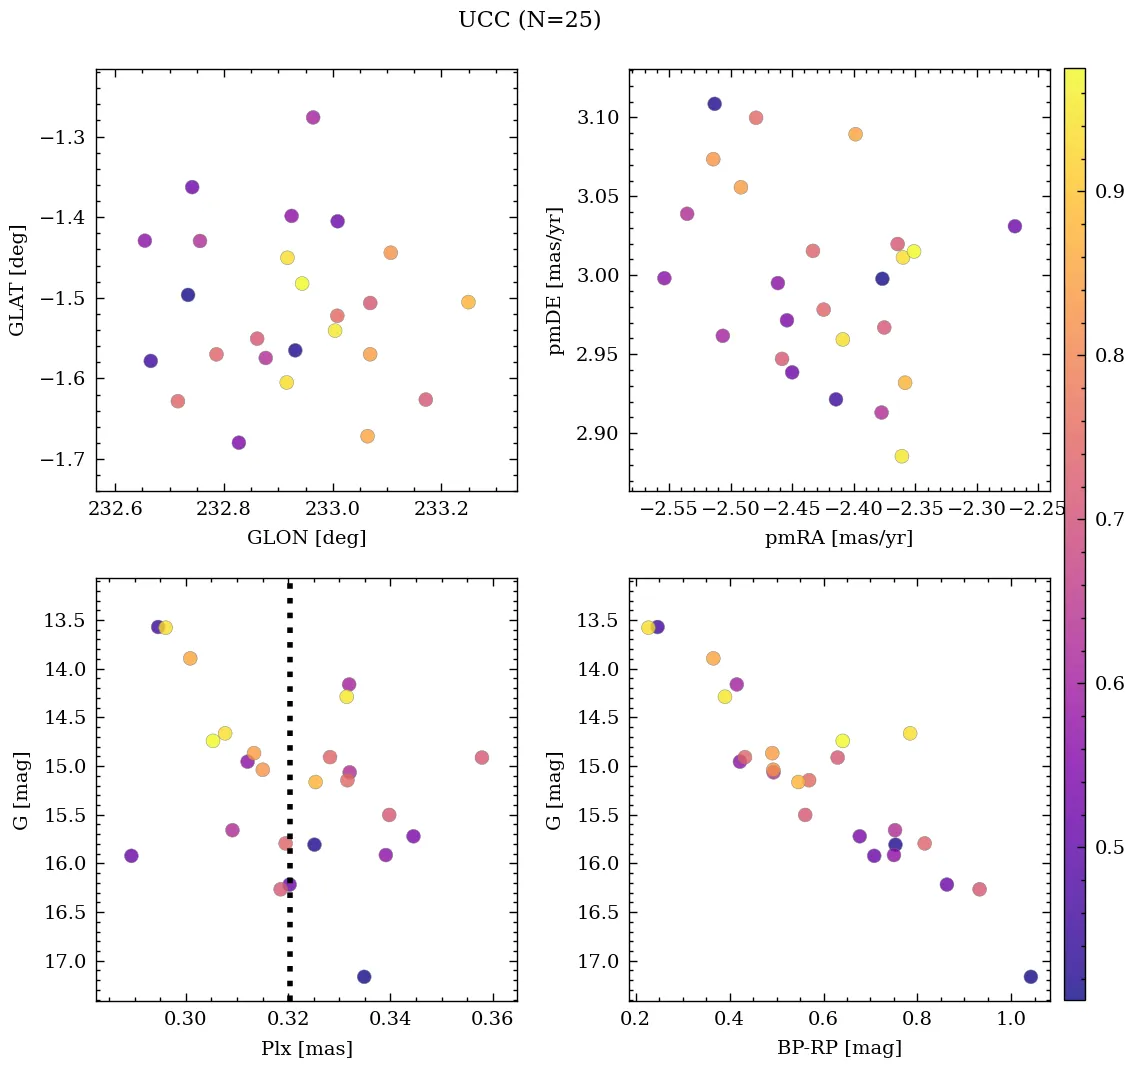 UCC (N=25)
−1.3
−1.4
−1.5
−1.6
−1.7
GLAT [deg]
232.6 232.8 233.0 233.2
GLON [deg]
3.10
3.05
3.00
2.95
2.90
pmDE [mas/yr]
−2.55 −2.50 −2.45 −2.40 −2.35 −2.30 −2.25
pmRA [mas/yr]
13.5
14.0
14.5
15.0
15.5
16.0
16.5
17.0
G [mag]
0.30 0.32 0.34 0.36
Plx [mas]
13.5
14.0
14.5
15.0
15.5
16.0
16.5
17.0
G [mag]
0.2 0.4 0.6 0.8 1.0
BP-RP [mag]
0.9
0.8
0.7
0.6
0.5